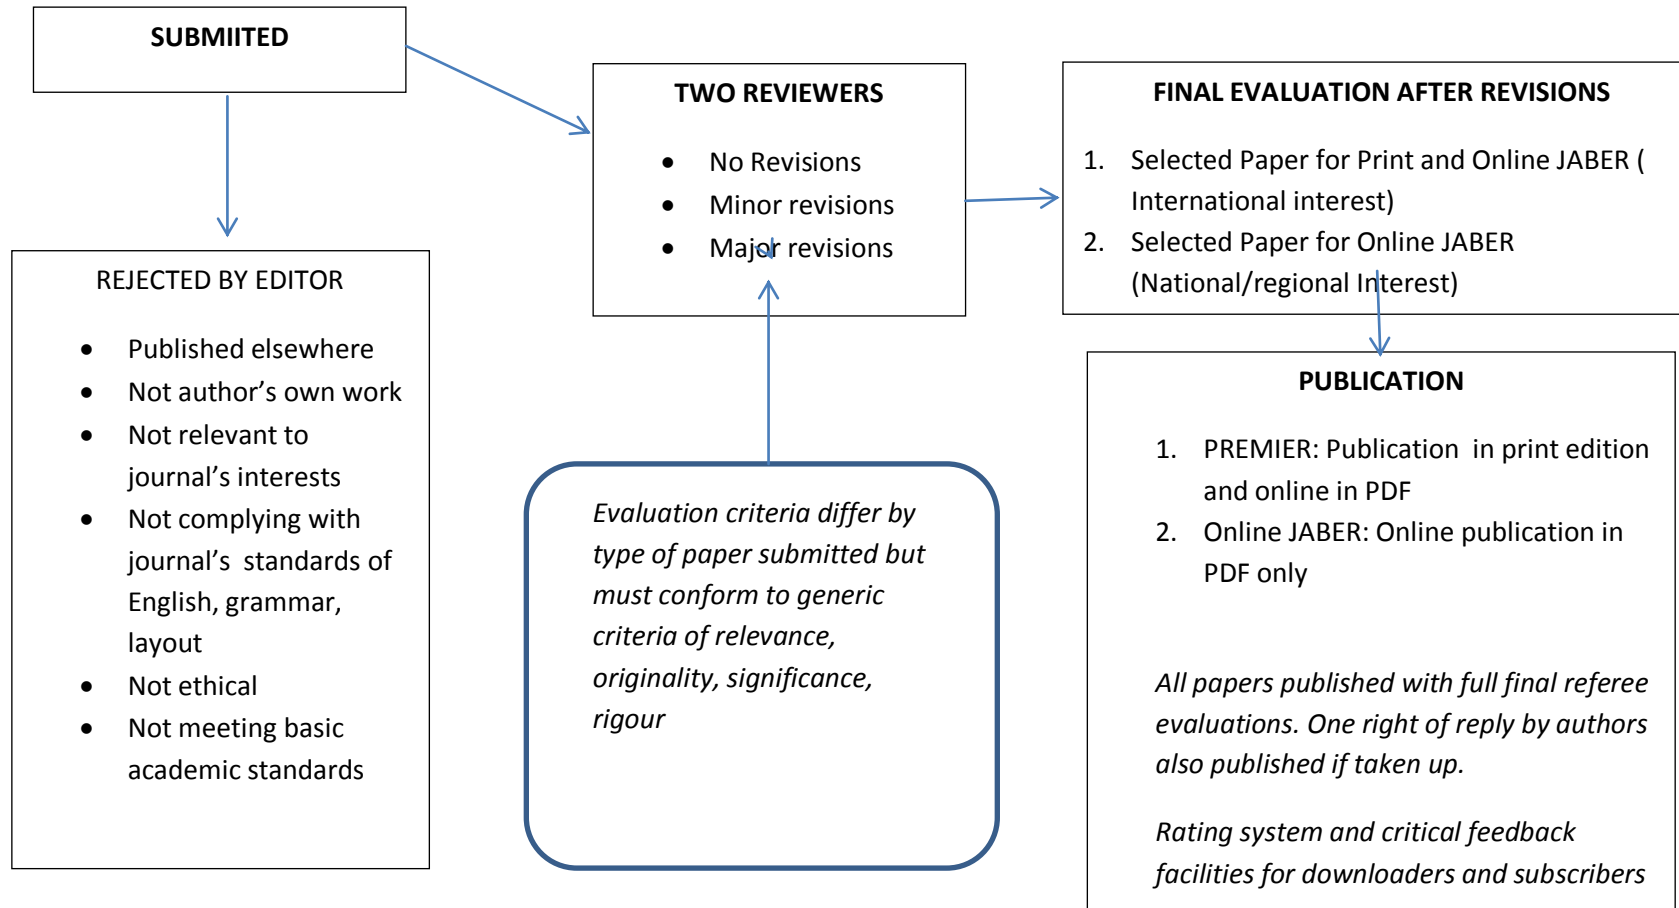 SUBMIITED
TWO REVIEWERS
• No Revisions
• Minor revisions
• Major revisions
FINAL EVALUATION AFTER REVISIONS
1. Selected Paper for Print and Online JABER (
International interest)
2. Selected Paper for Online JABER
(National/regional Interest)
REJECTED BY EDITOR
• Published elsewhere
• Not author’s own work
• Not relevant to
journal’s interests
• Not complying with
journal’s standards of
English, grammar,
layout
• Not ethical
• Not meeting basic
academic standards
Evaluation criteria differ by
type of paper submitted but
must conform to generic
criteria of relevance,
originality, significance,
rigour
PUBLICATION
1. PREMIER: Publication in print edition
and online in PDF
2. Online JABER: Online publication in
PDF only
All papers published with full final referee
evaluations. One right of reply by authors
also published if taken up.
Rating system and critical feedback
facilities for downloaders and subscribers